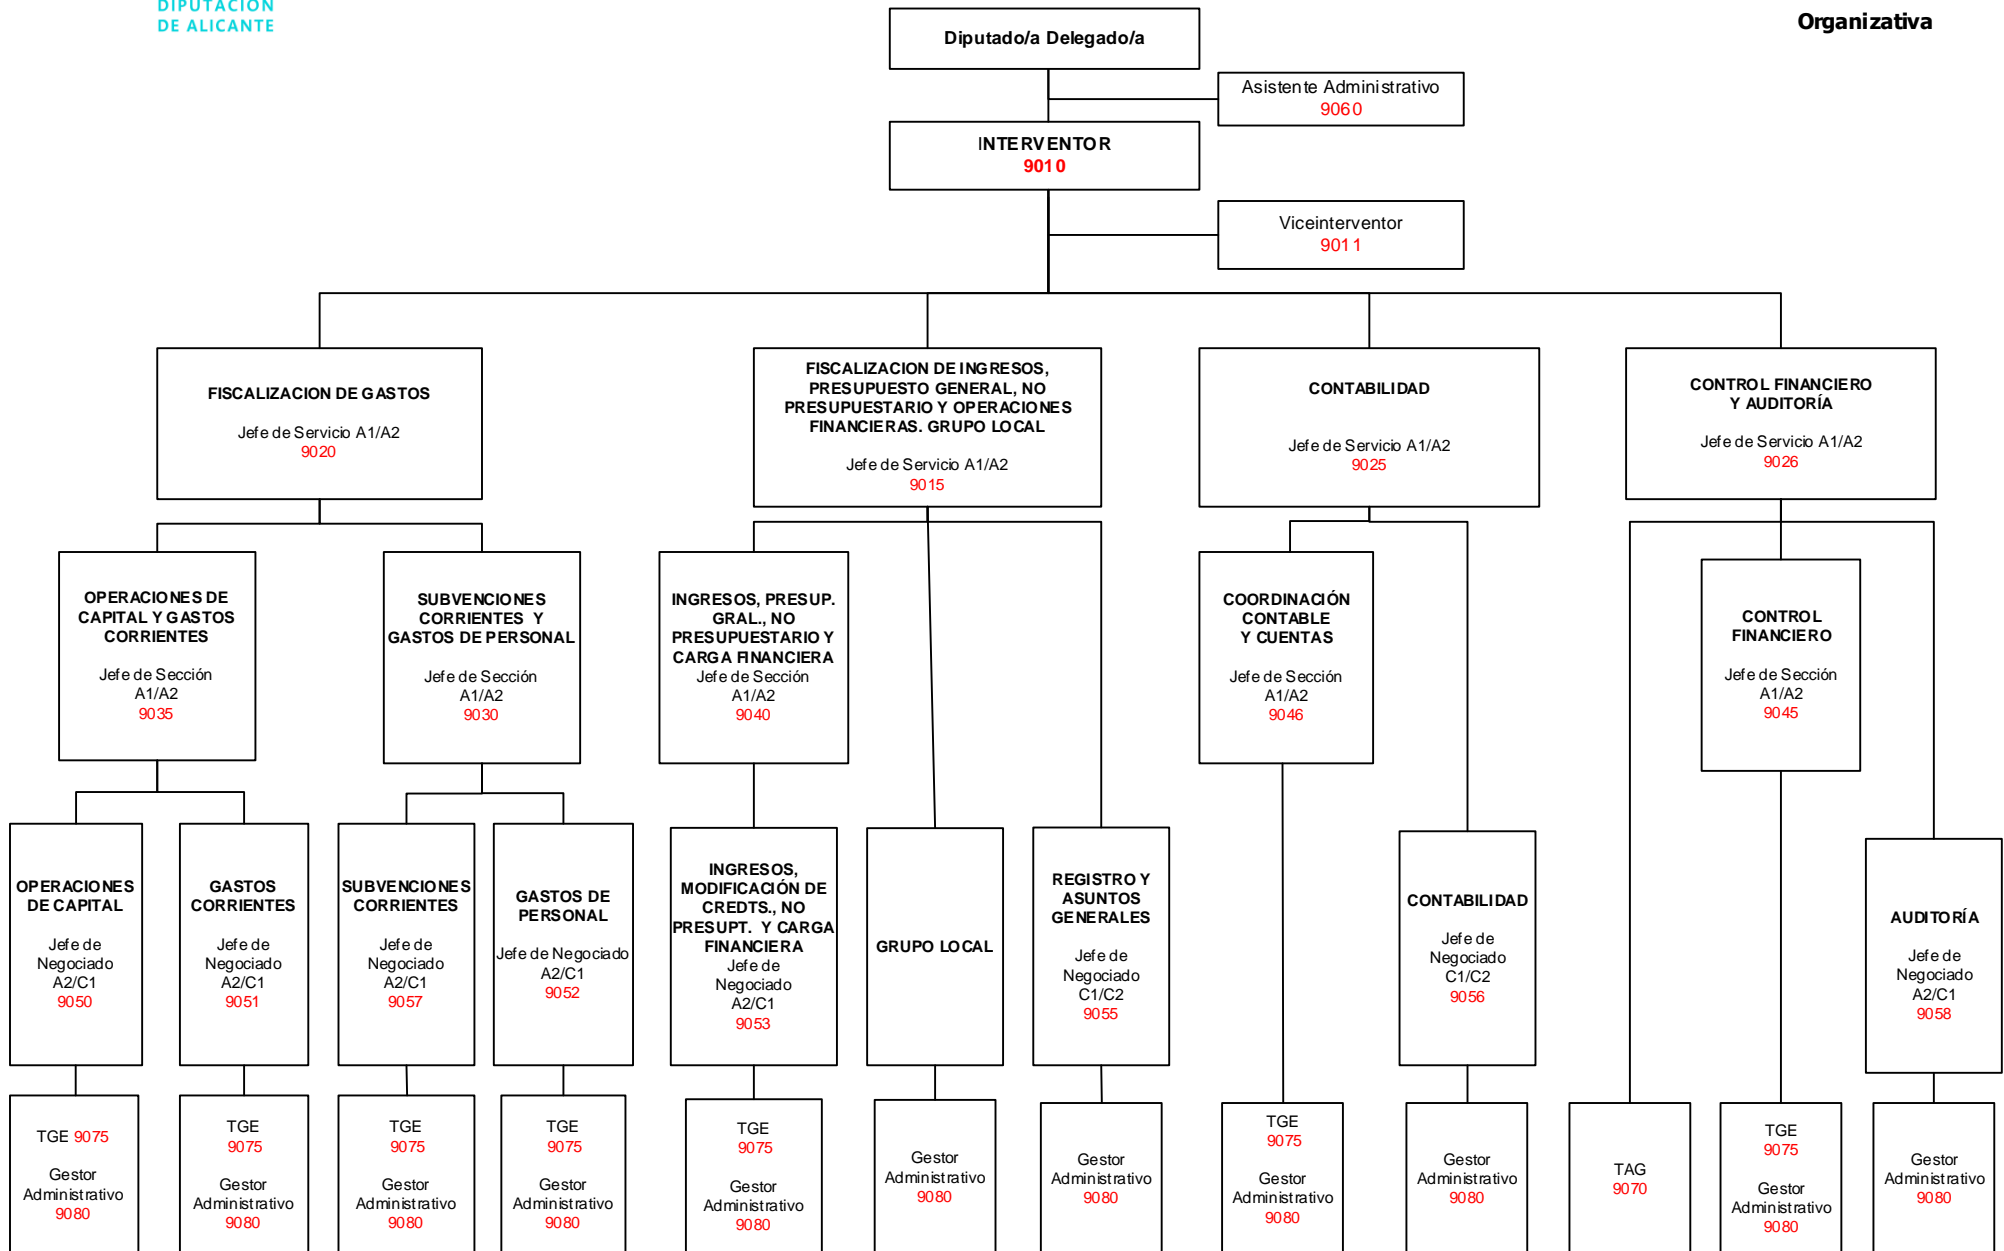 DIPUTACIÓN
DE ALICANTE
Organizativa
Diputado/a Delegado/a
Asistente Administrativo
9060
INTERVENTOR
9010
Viceinterventor
9011
FISCALIZACION DE GASTOS
Jefe de Servicio A1/A2
9020
FISCALIZACION DE INGRESOS,
PRESUPUESTO GENERAL, NO
PRESUPUESTARIO Y OPERACIONES
FINANCIERAS. GRUPO LOCAL
Jefe de Servicio A1/A2
9015
CONTABILIDAD
Jefe de Servicio A1/A2
9025
CONTROL FINANCIERO
Y AUDITORÍA
Jefe de Servicio A1/A2
9026
OPERACIONES DE
CAPITAL Y GASTOS
CORRIENTES
Jefe de Sección
A1/A2
9035
SUBVENCIONES
CORRIENTES Y
GASTOS DE PERSONAL
Jefe de Sección
A1/A2
9030
INGRESOS, PRESUP.
GRAL., NO
PRESUPUESTARIO Y
CARGA FINANCIERA
Jefe de Sección
A1/A2
9040
COORDINACIÓN
CONTABLE
Y CUENTAS
Jefe de Sección
A1/A2
9046
CONTROL
FINANCIERO
Jefe de Sección
A1/A2
9045
OPERACIONES
DE CAPITAL
Jefe de
Negociado
A2/C1
9050
GASTOS
CORRIENTES
Jefe de
Negociado
A2/C1
9051
SUBVENCIONES
CORRIENTES
Jefe de
Negociado
A2/C1
9057
GASTOS DE
PERSONAL
Jefe de Negociado
A2/C1
9052
INGRESOS,
MODIFICACIÓN DE
CREDTS., NO
PRESUPT. Y CARGA
FINANCIERA
Jefe de
Negociado
A2/C1
9053
GRUPO LOCAL
REGISTRO Y
ASUNTOS
GENERALES
Jefe de
Negociado
C1/C2
9055
CONTABILIDAD
Jefe de
Negociado
C1/C2
9056
AUDITORÍA
Jefe de
Negociado
A2/C1
9058
TGE 9075
Gestor
Administrativo
9080
TGE
9075
Gestor
Administrativo
9080
TGE
9075
Gestor
Administrativo
9080
TGE
9075
Gestor
Administrativo
9080
TGE
9075
Gestor
Administrativo
9080
Gestor
Administrativo
9080
Gestor
Administrativo
9080
TGE
9075
Gestor
Administrativo
9080
Gestor
Administrativo
9080
TAG
9070
TGE
9075
Gestor
Administrativo
9080
Gestor
Administrativo
9080